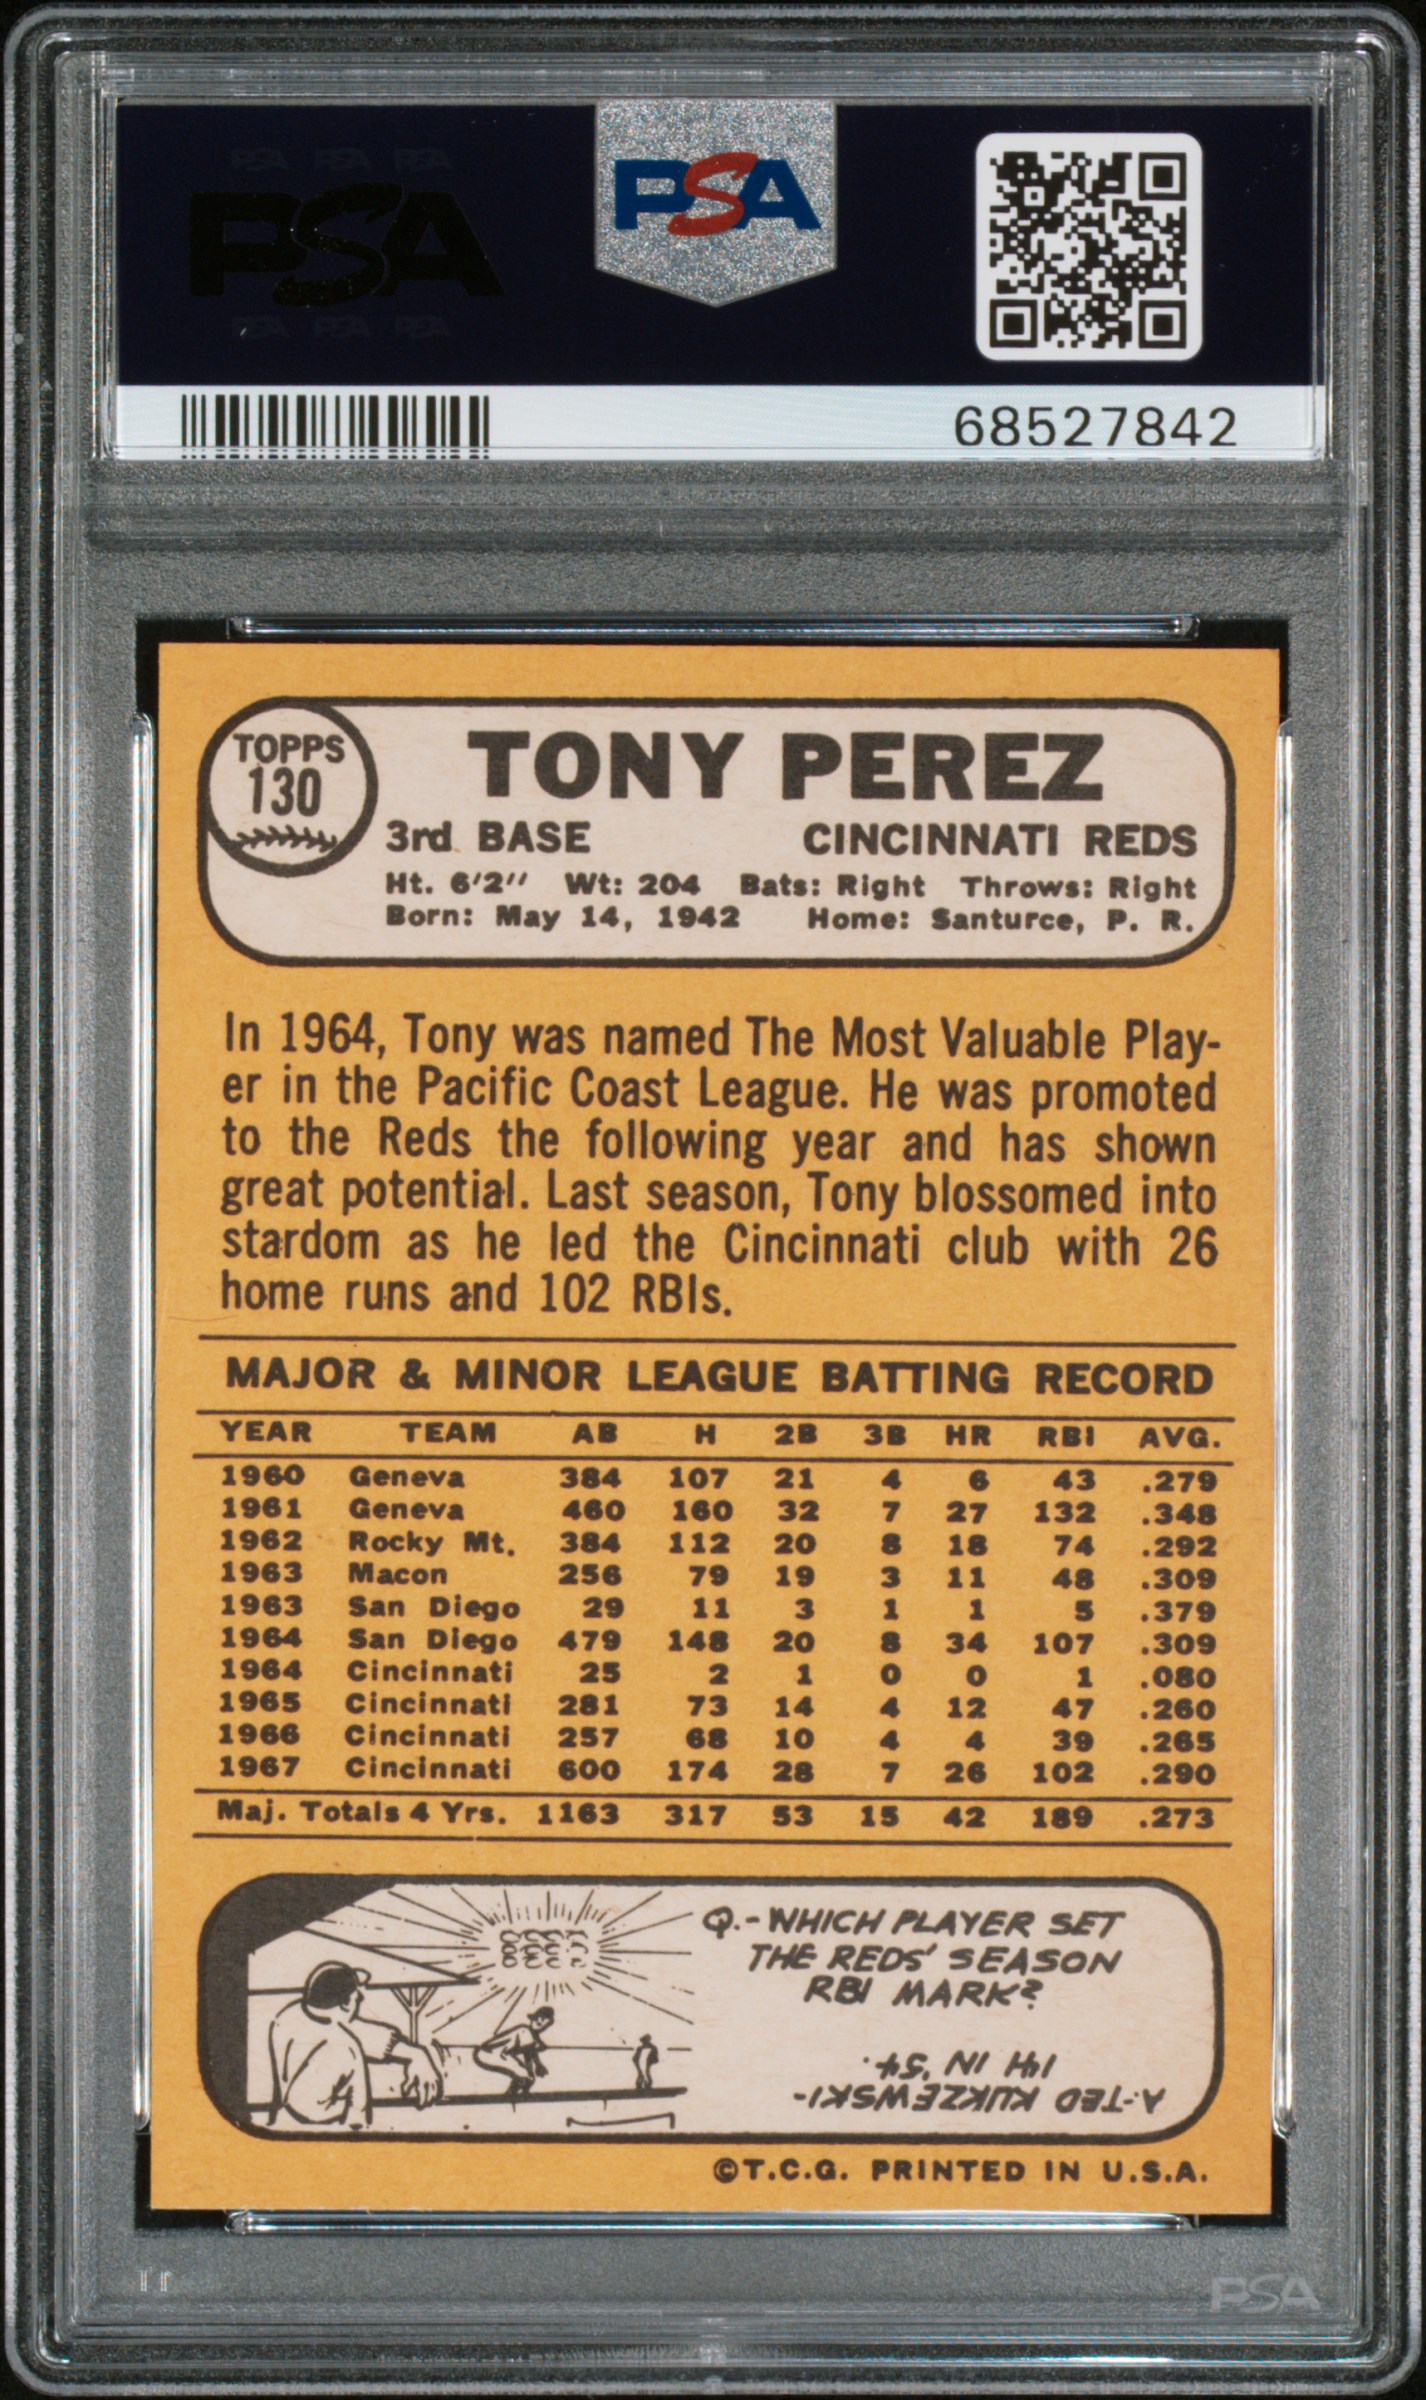 PSA PSA PSA
PSA
PSA PSA PSA
PSA
68527842
TOPPS
130
TONY PEREZ
3rd BASE CINCINNATI REDS
Ht. 6'2" Wt: 204 Bats: Right Throws: Right
Born: May 14, 1942 Home: Santurce, P. R.
In 1964, Tony was named The Most Valuable Play-
er in the Pacific Coast League. He was promoted
to the Reds the following year and has shown
great potential. Last season, Tony blossomed into
stardom as he led the Cincinnati club with 26
home runs and 102 RBIs.
MAJOR & MINOR LEAGUE BATTING RECORD
YEAR TEAM AB H 2B 3B HR RBI AVG.
1960 Geneva 384 107 21 4 6 43 .279
1961 Geneva 460 160 32 7 27 132 .348
1962 Rocky Mt. 384 112 20 8 18 74 .292
1963 Macon 256 79 19 3 11 48 .309
1963 San Diego 29 11 3 1 1 5 .379
1964 San Diego 479 148 20 8 34 107 .309
1964 Cincinnati 25 2 1 0 0 1 .080
1965 Cincinnati 281 73 14 4 12 47 .260
1966 Cincinnati 257 68 10 4 4 39 .265
1967 Cincinnati 600 174 28 7 26 102 .290
Maj. Totals 4 Yrs. 1163 317 53 15 42 189 .273
Q.-WHICH PLAYER SET
THE REDS' SEASON
RBI MARK?
A-TED KUKZEWSKI-
141 IN '54.
©T.C.G. PRINTED IN U.S.A.
PSA